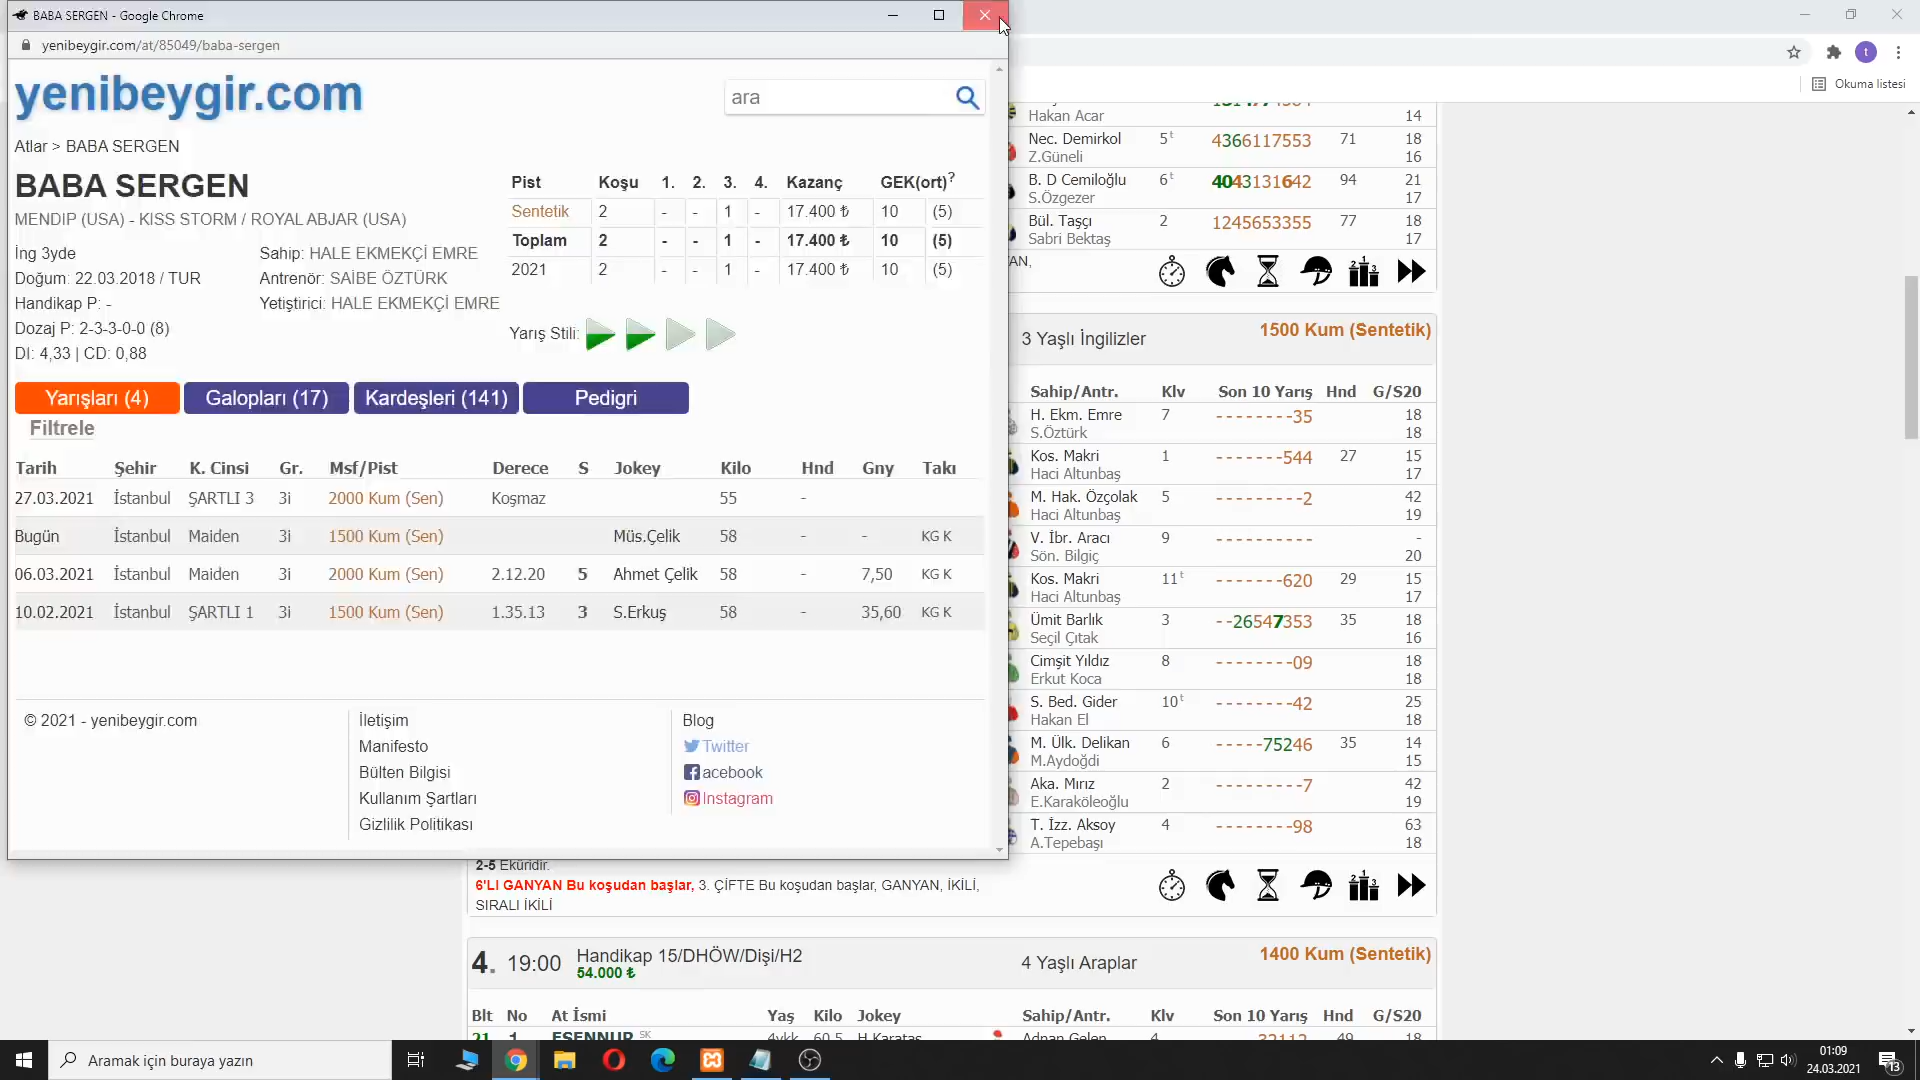 BABA SERGEN - Google Chrome
yenibeygir.com/at/85049/baba-sergen
yenibeygir.com
ara
Atlar > BABA SERGEN
BABA SERGEN
MENDIP (USA) - KISS STORM / ROYAL ABJAR (USA)
İng 3yde
Sahip: HALE EKMEKÇİ EMRE
Doğum: 22.03.2018 / TUR
Antrenör: SAİBE ÖZTÜRK
Handikap P: -
Yetiştirici: HALE EKMEKÇİ EMRE
Dozaj P: 2-3-3-0-0 (8)
DI: 4,33 | CD: 0,88
Pist Koşu 1. 2. 3. 4. Kazanç GEK(ort)?
Sentetik 2 - - 1 - 17.400 ₺ 10 (5)
Toplam 2 - - 1 - 17.400 ₺ 10 (5)
2021 2 - - 1 - 17.400 ₺ 10 (5)
Yarış Stili:
Yarışları (4) Galopları (17) Kardeşleri (141) Pedigri
Filtrele
Tarih Şehir K. Cinsi Gr. Msf/Pist Derece S Jokey Kilo Hnd Gny Takı
27.03.2021 İstanbul ŞARTLI 3 3i 2000 Kum (Sen) Koşmaz 55 -
Bugün İstanbul Maiden 3i 1500 Kum (Sen) Müs.Çelik 58 - - KG K
06.03.2021 İstanbul Maiden 3i 2000 Kum (Sen) 2.12.20 5 Ahmet Çelik 58 - 7,50 KG K
10.02.2021 İstanbul ŞARTLI 1 3i 1500 Kum (Sen) 1.35.13 3 S.Erkuş 58 - 35,60 KG K
© 2021 - yenibeygir.com
İletişim
Manifesto
Bülten Bilgisi
Kullanım Şartları
Gizlilik Politikası
Blog
Twitter
acebook
Instagram
t
Okuma listesi
Hakan Acar 14
Nec. Demirkol 5t 4366117553 71 18
Z.Güneli 16
B. D Cemiloğlu 6t 4043131642 94 21
S.Özgezer 17
Bül. Taşçı 2 1245653355 77 18
Sabri Bektaş 17
AN,
3 Yaşlı İngilizler 1500 Kum (Sentetik)
Sahip/Antr. Klv Son 10 Yarış Hnd G/S20
H. Ekm. Emre 7 --------35 18
S.Öztürk 18
Kos. Makri 1 -------544 27 15
Haci Altunbaş 17
M. Hak. Özçolak 5 ---------2 42
Haci Altunbaş 19
V. İbr. Aracı 9 ---------- -
Sön. Bilgiç 20
Kos. Makri 11t -------620 29 15
Haci Altunbaş 17
Ümit Barlık 3 --26547353 35 18
Seçil Çıtak 16
Cimşit Yıldız 8 --------09 18
Erkut Koca 18
S. Bed. Gider 10t --------42 25
Hakan El 18
M. Ülk. Delikan 6 -----75246 35 14
M.Aydoğdi 15
Aka. Mırız 2 ---------7 42
E.Karaköleoğlu 19
T. İzz. Aksoy 4 --------98 63
A.Tepebaşı 18
2-5 Eküridir.
6'LI GANYAN Bu koşudan başlar, 3. ÇİFTE Bu koşudan başlar, GANYAN, İKİLİ,
SIRALI İKİLİ
4. 19:00 Handikap 15/DHÖW/Dişi/H2 4 Yaşlı Araplar 1400 Kum (Sentetik)
54.000 ₺
Blt No At İsmi Yaş Kilo Jokey Sahip/Antr. Klv Son 10 Yarış Hnd G/S20
21 1 ESENNUR SK 4ykk 60,5 H.Karataş Adnan Gelen 4 32112 49 18
Aramak için buraya yazın
01:09
24.03.2021
13